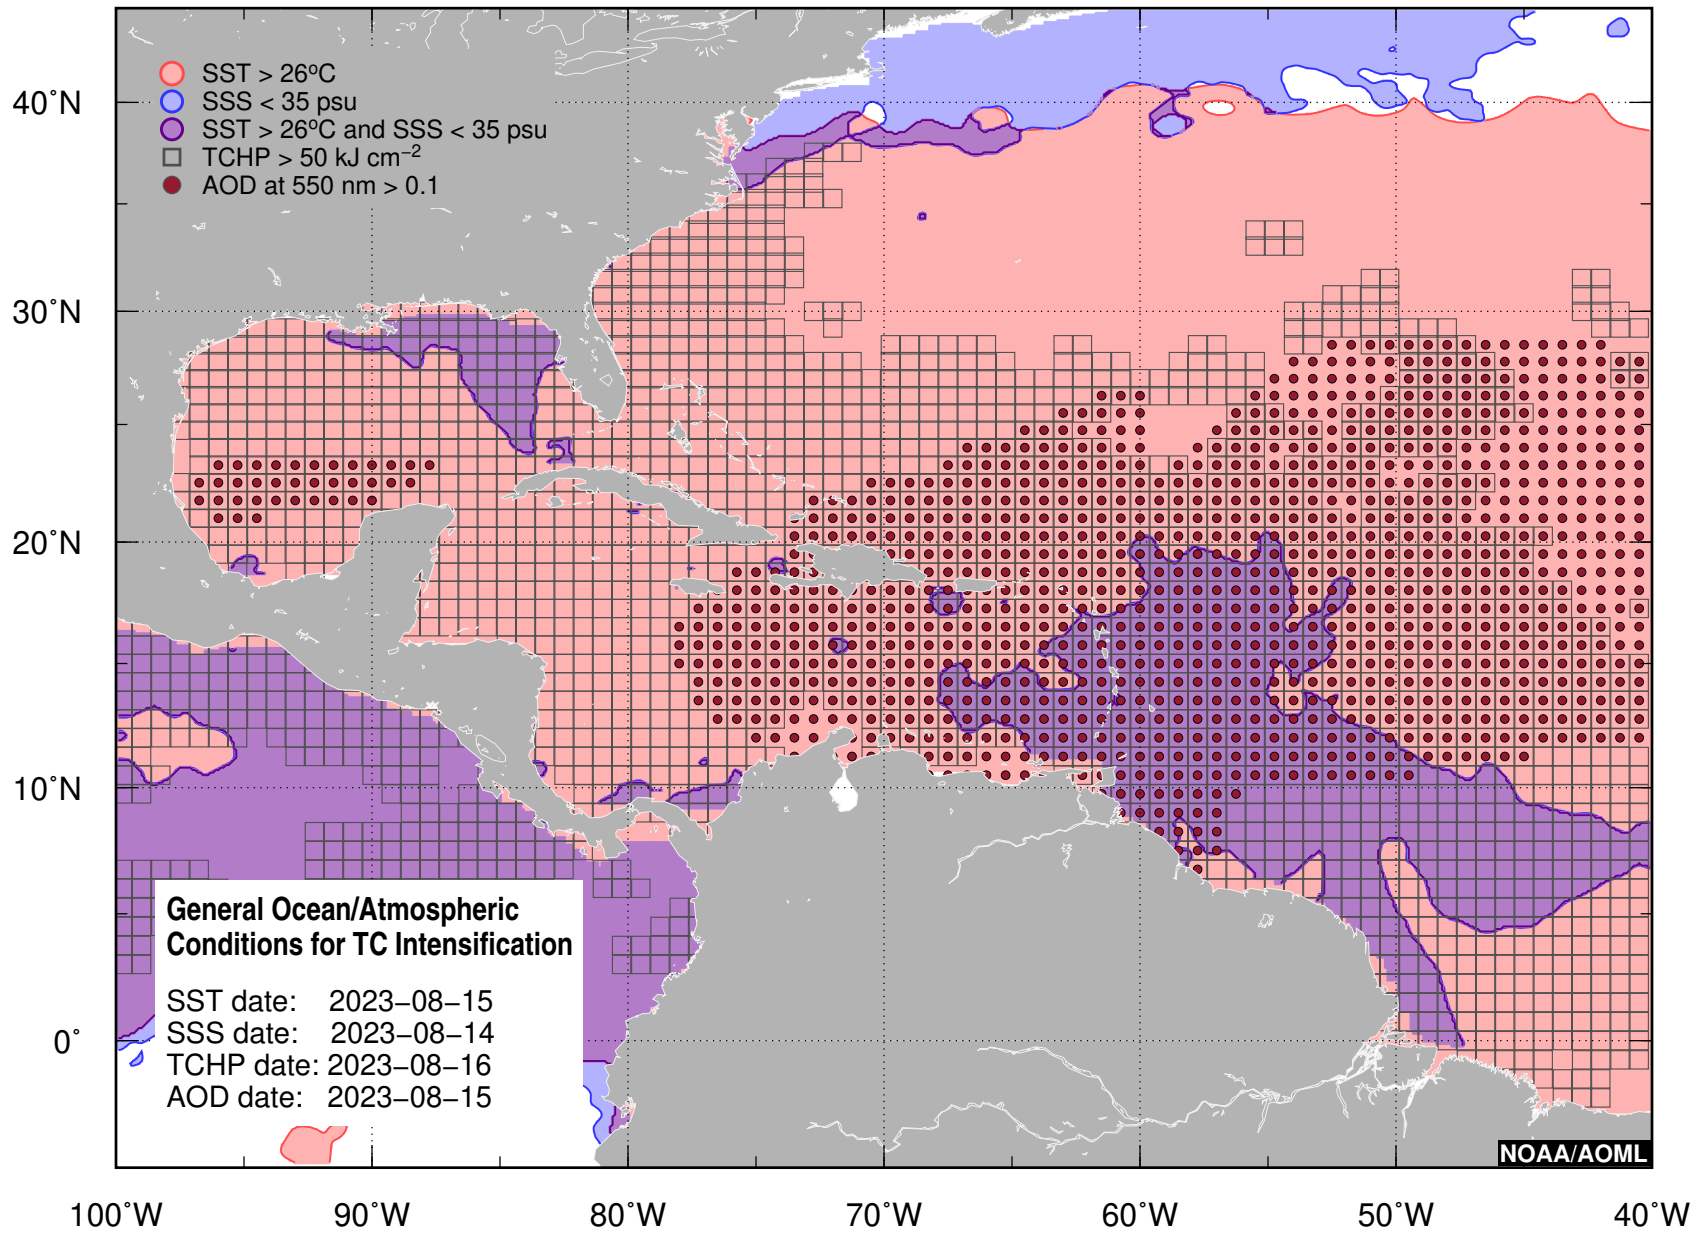 SST > 26ºC
SSS < 35 psu
SST > 26ºC and SSS < 35 psu
TCHP > 50 kJ cm−2
AOD at 550 nm > 0.1
40˚N
30˚N
20˚N
10˚N
0˚
General Ocean/Atmospheric
Conditions for TC Intensification
SST date: 2023−08−15
SSS date: 2023−08−14
TCHP date: 2023−08−16
AOD date: 2023−08−15
NOAA/AOML
100˚W 90˚W 80˚W 70˚W 60˚W 50˚W 40˚W